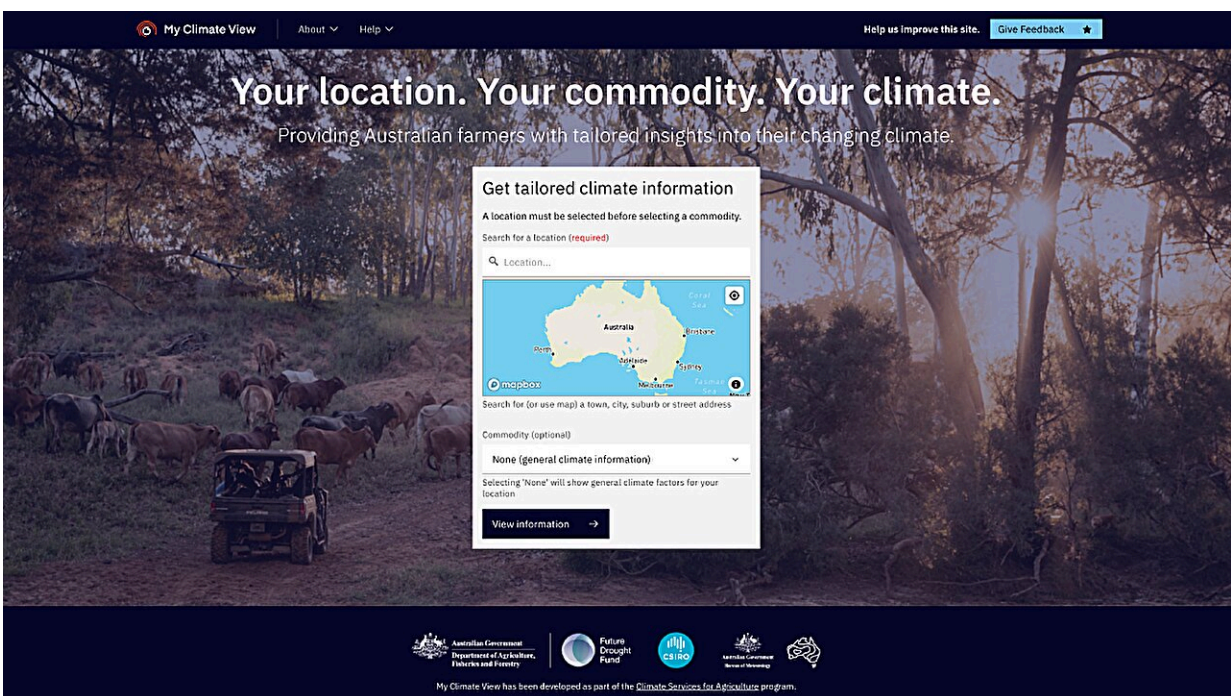 My Climate View
About
Help
Help us improve this site.
Give Feedback
Your location. Your commodity. Your climate.
Providing Australian farmers with tailored insights into their changing climate.
Get tailored climate information
A location must be selected before selecting a commodity.
Search for a location (required)
Location...
Coral
Sea
Australia
Brisbane
Perth
Adelaide
Sydney
Melbourne
Tasman
Sea
mapbox
Search for (or use map) a town, city, suburb or street address
Commodity (optional)
None (general climate information)
Selecting 'None' will show general climate factors for your
location
View information
Australian Government
Department of Agriculture,
Fisheries and Forestry
Future
Drought
Fund
CSIRO
Australian Government
Bureau of Meteorology
My Climate View has been developed as part of the Climate Services for Agriculture program.